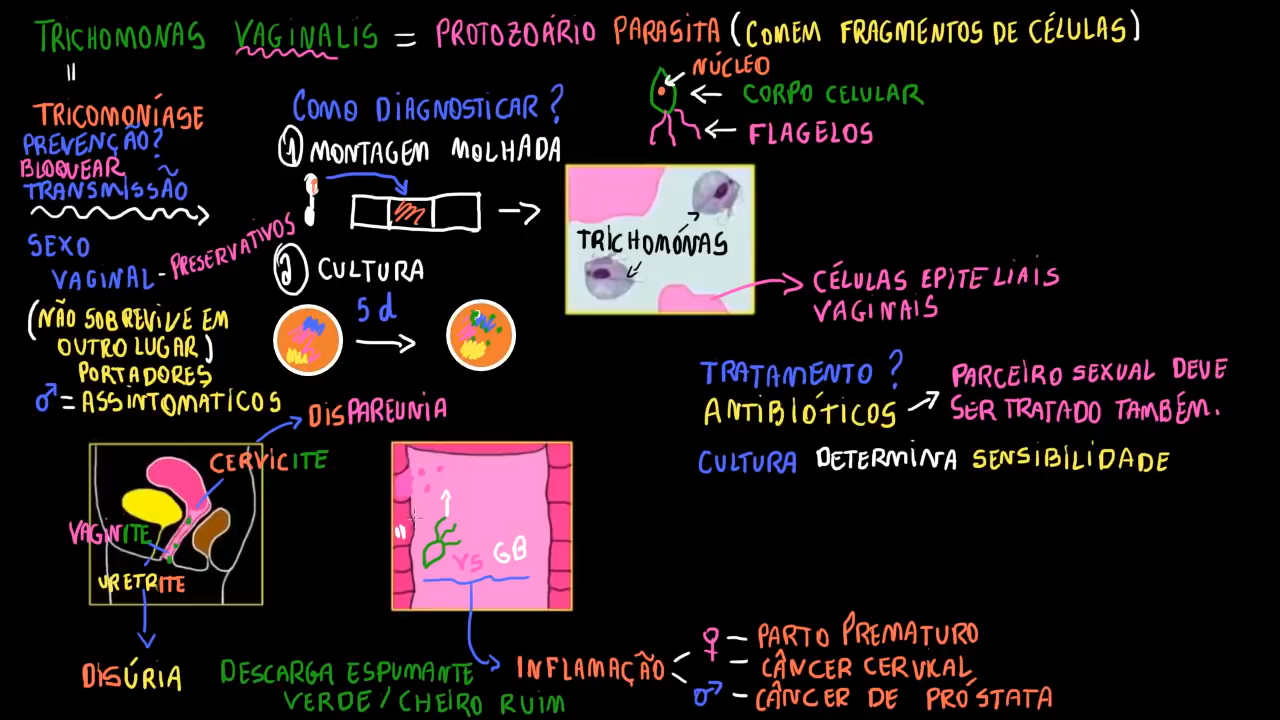 TRICHOMONAS VAGINALIS = PROTOZOÁRIO PARASITA (COMEM FRAGMENTOS DE CÉLULAS)
=
NÚCLEO
CORPO CELULAR
FLAGELOS
TRICOMONÍASE
PREVENÇÃO?
BLOQUEAR
TRANSMISSÃO
SEXO
VAGINAL - PRESERVATIVOS
(NÃO SOBREVIVE EM
OUTRO LUGAR)
PORTADORES
♂ = ASSINTOMÁTICOS
COMO DIAGNOSTICAR?
1 MONTAGEM MOLHADA
2 CULTURA
5 d
TRICHOMÓNAS
CÉLULAS EPITELIAIS
VAGINAIS
TRATAMENTO?
ANTIBIÓTICOS
PARCEIRO SEXUAL DEVE
SER TRATADO TAMBÉM.
CULTURA DETERMINA SENSIBILIDADE
DISPAREUNIA
CERVICITE
VAGINITE
URETRITE
DISÚRIA
VS GB
DESCARGA ESPUMANTE
VERDE/CHEIRO RUIM
INFLAMAÇÃO
♀ - PARTO PREMATURO
- CÂNCER CERVICAL
♂ - CÂNCER DE PRÓSTATA